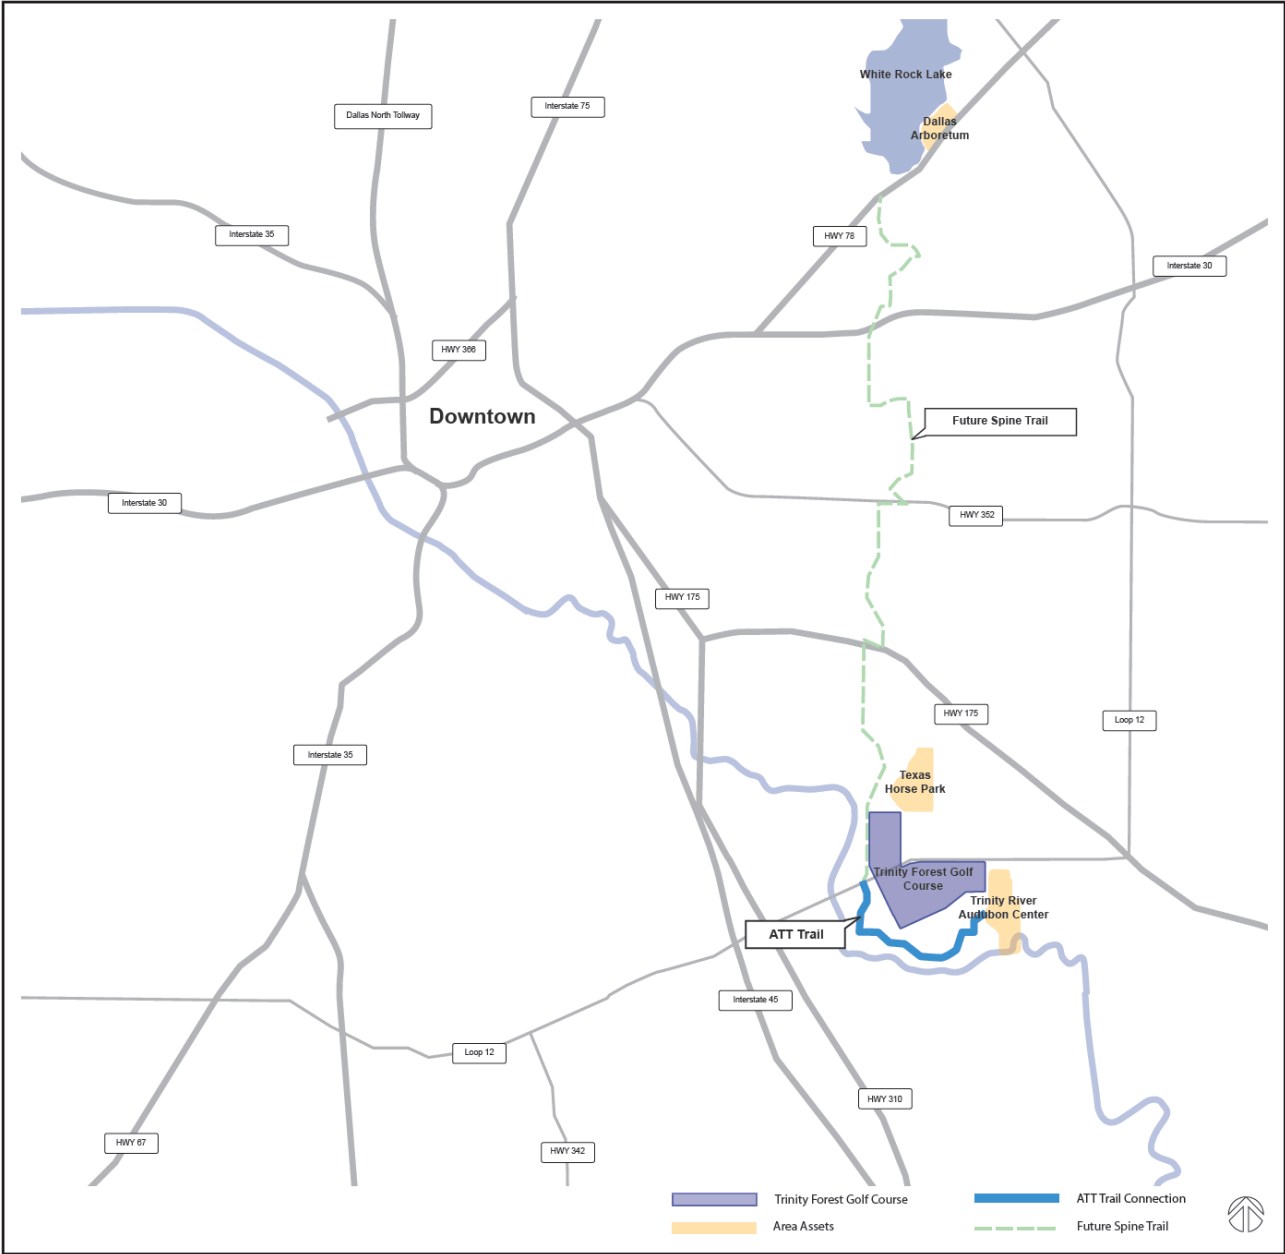 White Rock Lake
Dallas
Arboretum
Dallas North Tollway
Interstate 75
Interstate 35
HWY 78
Interstate 30
HWY 366
Downtown
Future Spine Trail
Interstate 30
HWY 352
HWY 175
HWY 175
Loop 12
Interstate 35
Texas
Horse Park
Trinity Forest Golf
Course
Trinity River
Audubon Center
ATT Trail
Interstate 45
Loop 12
HWY 310
HWY 67
HWY 342
Trinity Forest Golf Course
ATT Trail Connection
Area Assets
Future Spine Trail